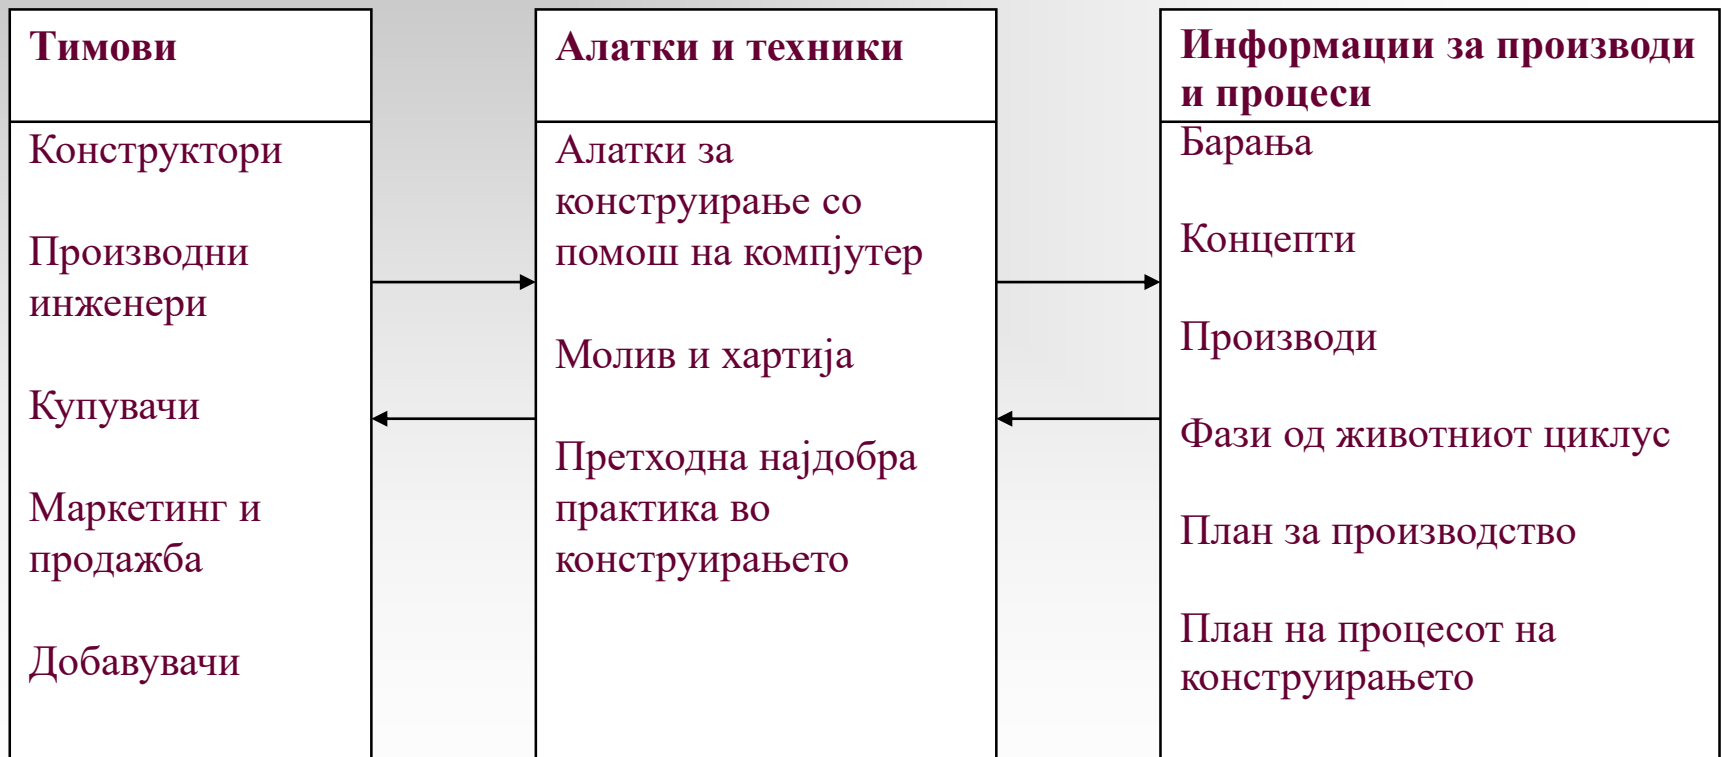 Тимови
Конструктори
Производни
инженери
Купувачи
Маркетинг и
продажба
Добавувачи
Алатки и техники
Алатки за
конструирање со
помош на компјутер
Молив и хартија
Претходна најдобра
практика во
конструирањето
Информации за производи
и процеси
Барања
Концепти
Производи
Фази од животниот циклус
План за производство
План на процесот на
конструирањето